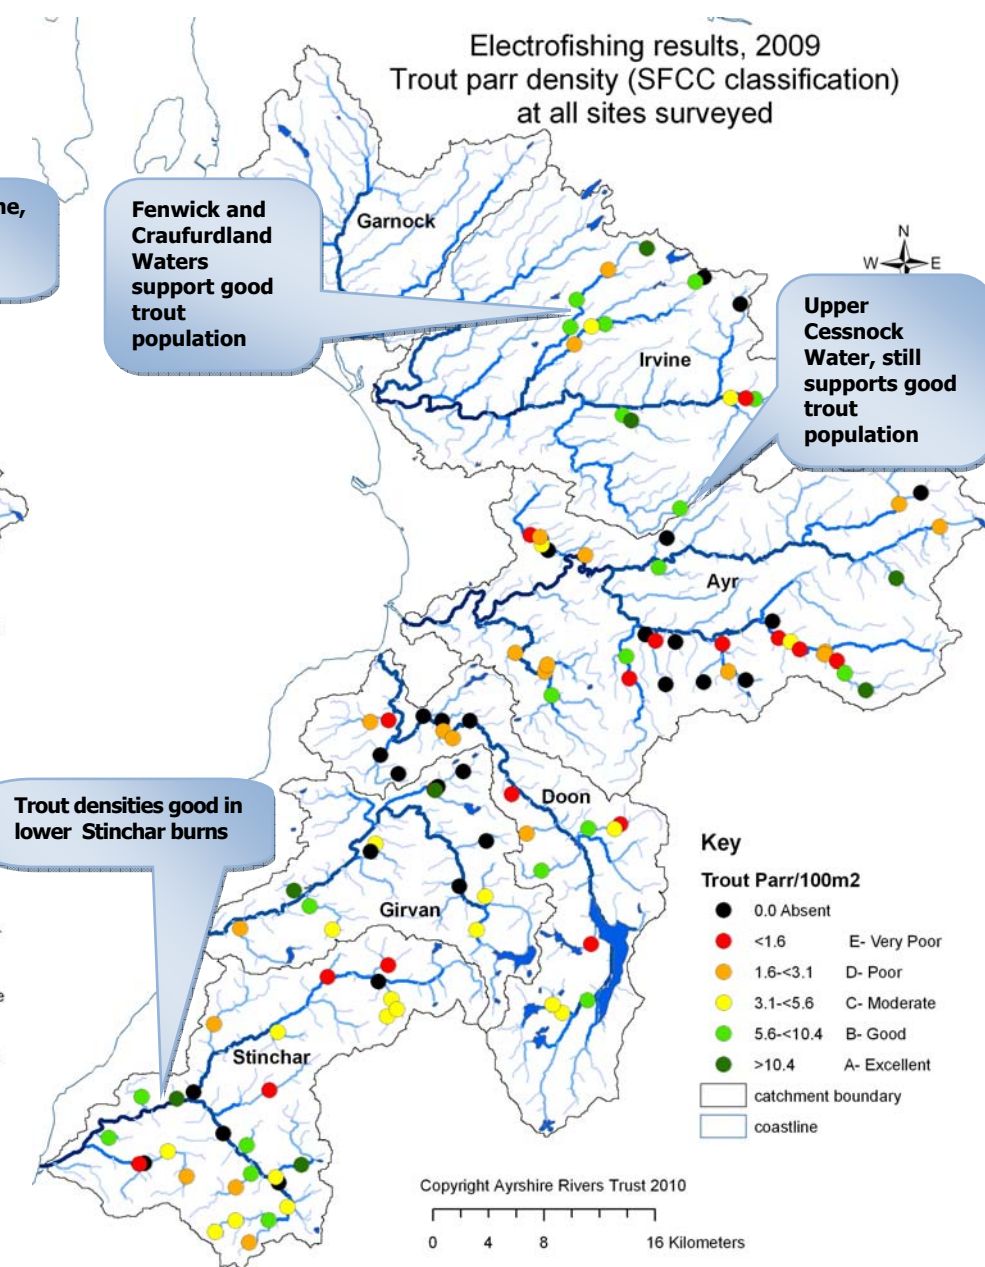 Electrofishing results, 2009
Trout parr density (SFCC classification)
at all sites surveyed
Fenwick and
Craufurdland
Waters
support good
trout
population
Garnock
N
W E
Upper
Cessnock
Water, still
supports good
trout
population
Irvine
Ayr
Trout densities good in
lower Stinchar burns
Doon
Girvan
Stinchar
Key
Trout Parr/100m2
0.0 Absent
<1.6 E- Very Poor
1.6-<3.1 D- Poor
3.1-<5.6 C- Moderate
5.6-<10.4 B- Good
>10.4 A- Excellent
catchment boundary
coastline
Copyright Ayrshire Rivers Trust 2010
0 4 8 16 Kilometers